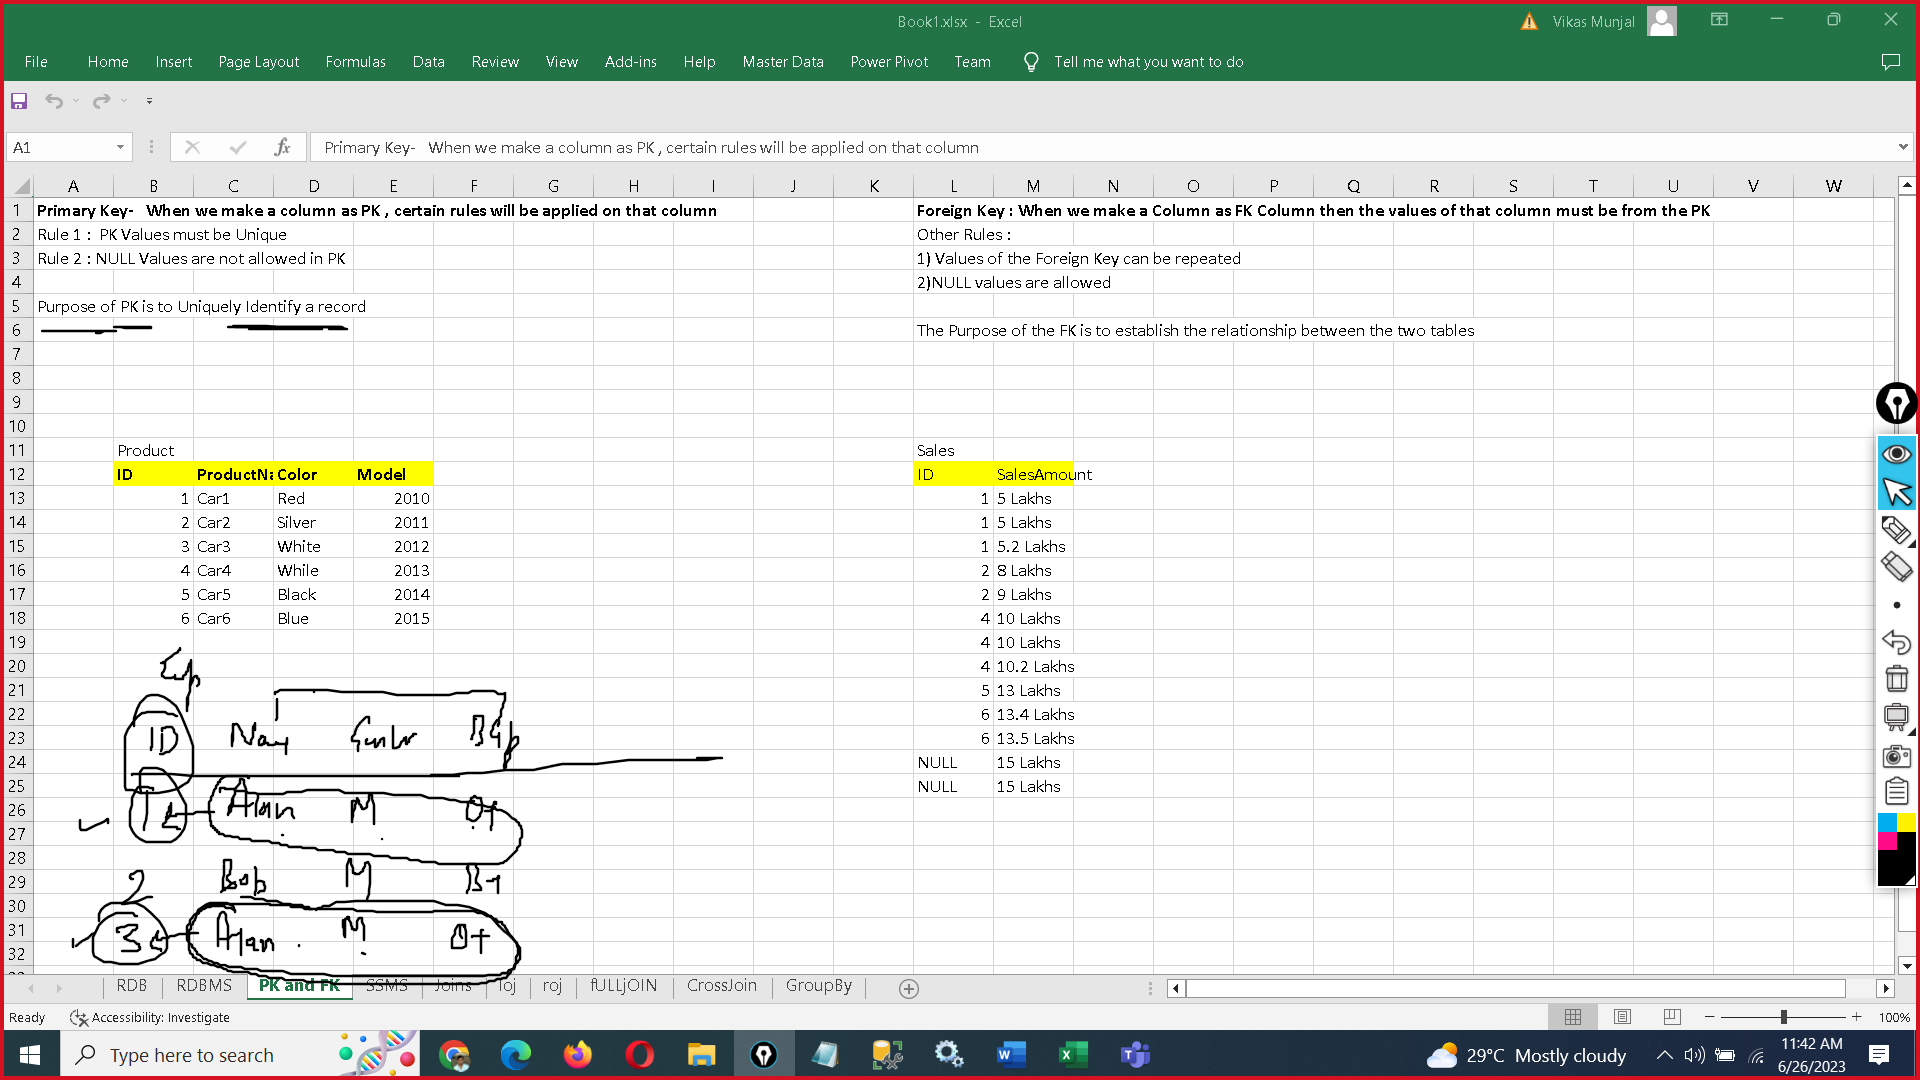 Book1.xlsx - Excel
Vikas Munjal
File Home Insert Page Layout Formulas Data Review View Add-ins Help Master Data Power Pivot Team Tell me what you want to do
A1 fx Primary Key- When we make a column as PK , certain rules will be applied on that column
A B C D E F G H I J K L M N O P Q R S T U V W
1 Primary Key- When we make a column as PK , certain rules will be applied on that column Foreign Key : When we make a Column as FK Column then the values of that column must be from the PK
2 Rule 1 : PK Values must be Unique Other Rules :
3 Rule 2 : NULL Values are not allowed in PK 1) Values of the Foreign Key can be repeated
4 2)NULL values are allowed
5 Purpose of PK is to Uniquely Identify a record
6 The Purpose of the FK is to establish the relationship between the two tables
7
8
9
10
11 Product Sales
12 ID ProductNa Color Model ID SalesAmount
13 1 Car1 Red 2010 1 5 Lakhs
14 2 Car2 Silver 2011 1 5 Lakhs
15 3 Car3 White 2012 1 5.2 Lakhs
16 4 Car4 While 2013 2 8 Lakhs
17 5 Car5 Black 2014 2 9 Lakhs
18 6 Car6 Blue 2015 4 10 Lakhs
19 4 10 Lakhs
20 4 10.2 Lakhs
21 5 13 Lakhs
22 6 13.4 Lakhs
23 ID 6 13.5 Lakhs
24 NULL 15 Lakhs
25 NULL 15 Lakhs
26 1 Alan M
27
28
29 2 Bob M
30
31 3 Alan M
32
RDB RDBMS PK and FK SSMS Joins loj roj fULLjOIN CrossJoin GroupBy
Ready Accessibility: Investigate 100%
Type here to search 29°C Mostly cloudy 11:42 AM
6/26/2023